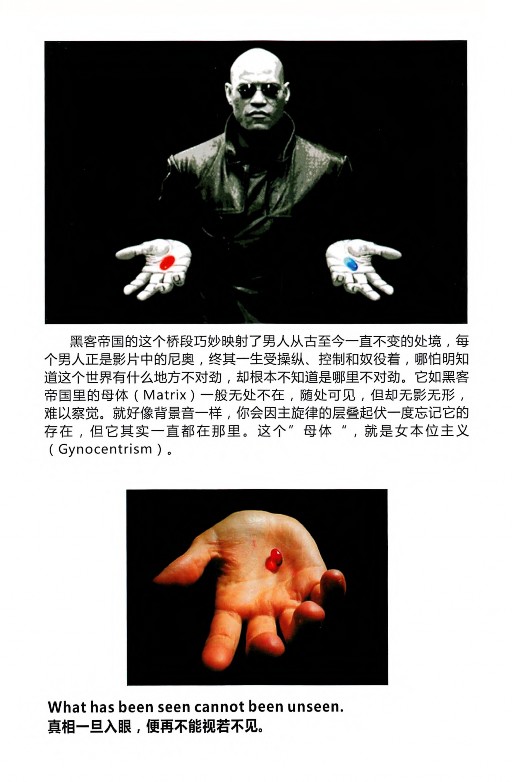 黑客帝国的这个桥段巧妙映射了男人从古至今一直不变的处境，每
个男人正是影片中的尼奥，终其一生受操纵、控制和奴役着，哪怕明知
道这个世界有什么地方不对劲，却根本不知道是哪里不对劲。它如黑客
帝国里的母体（Matrix）一般无处不在，随处可见，但却无影无形，
难以察觉。就好像背景音一样，你会因主旋律的层叠起伏一度忘记它的
存在，但它其实一直都在那里。这个”母体“，就是女本位主义
（Gynocentrism）。
What has been seen cannot been unseen.
真相一旦入眼，便再不能视若不见。